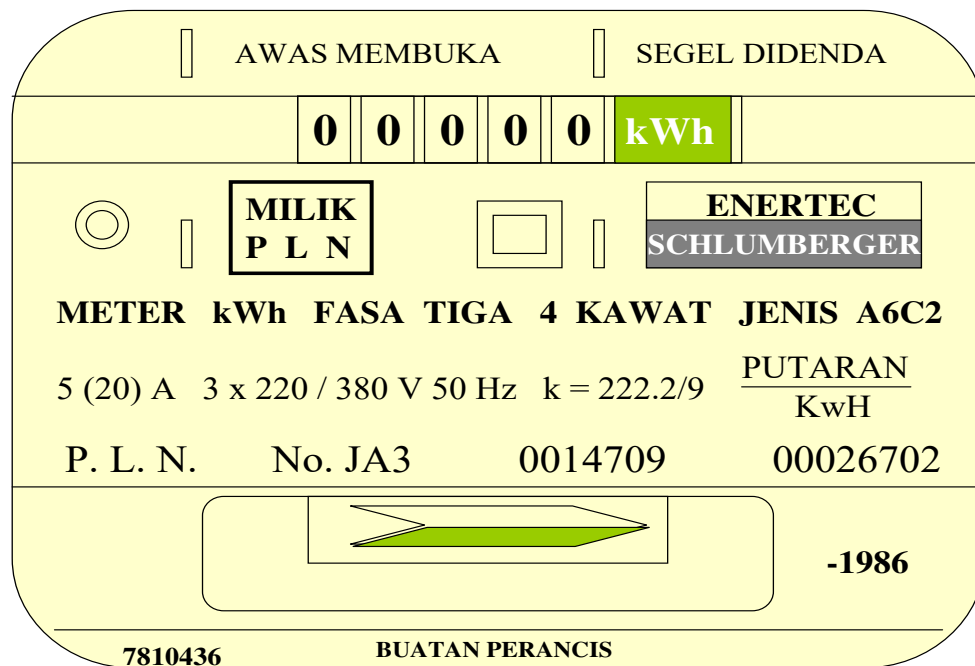 AWAS MEMBUKA SEGEL DIDENDA
0 0 0 0 0 kWh
MILIK
P L N
ENERTEC
SCHLUMBERGER
METER kWh FASA TIGA 4 KAWAT JENIS A6C2
5 (20) A 3 x 220 / 380 V 50 Hz k = 222.2/9 PUTARAN
KwH
P. L. N. No. JA3 0014709 00026702
-1986
7810436 BUATAN PERANCIS